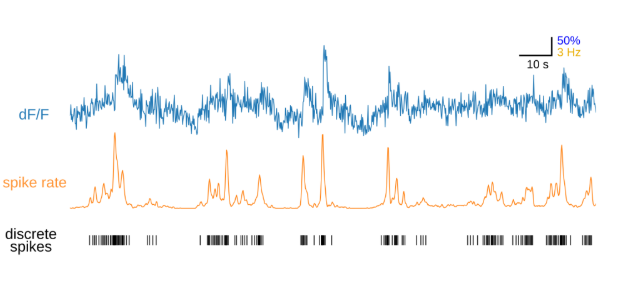 50%
3 Hz
10 s
dF/F
spike rate
discrete
spikes